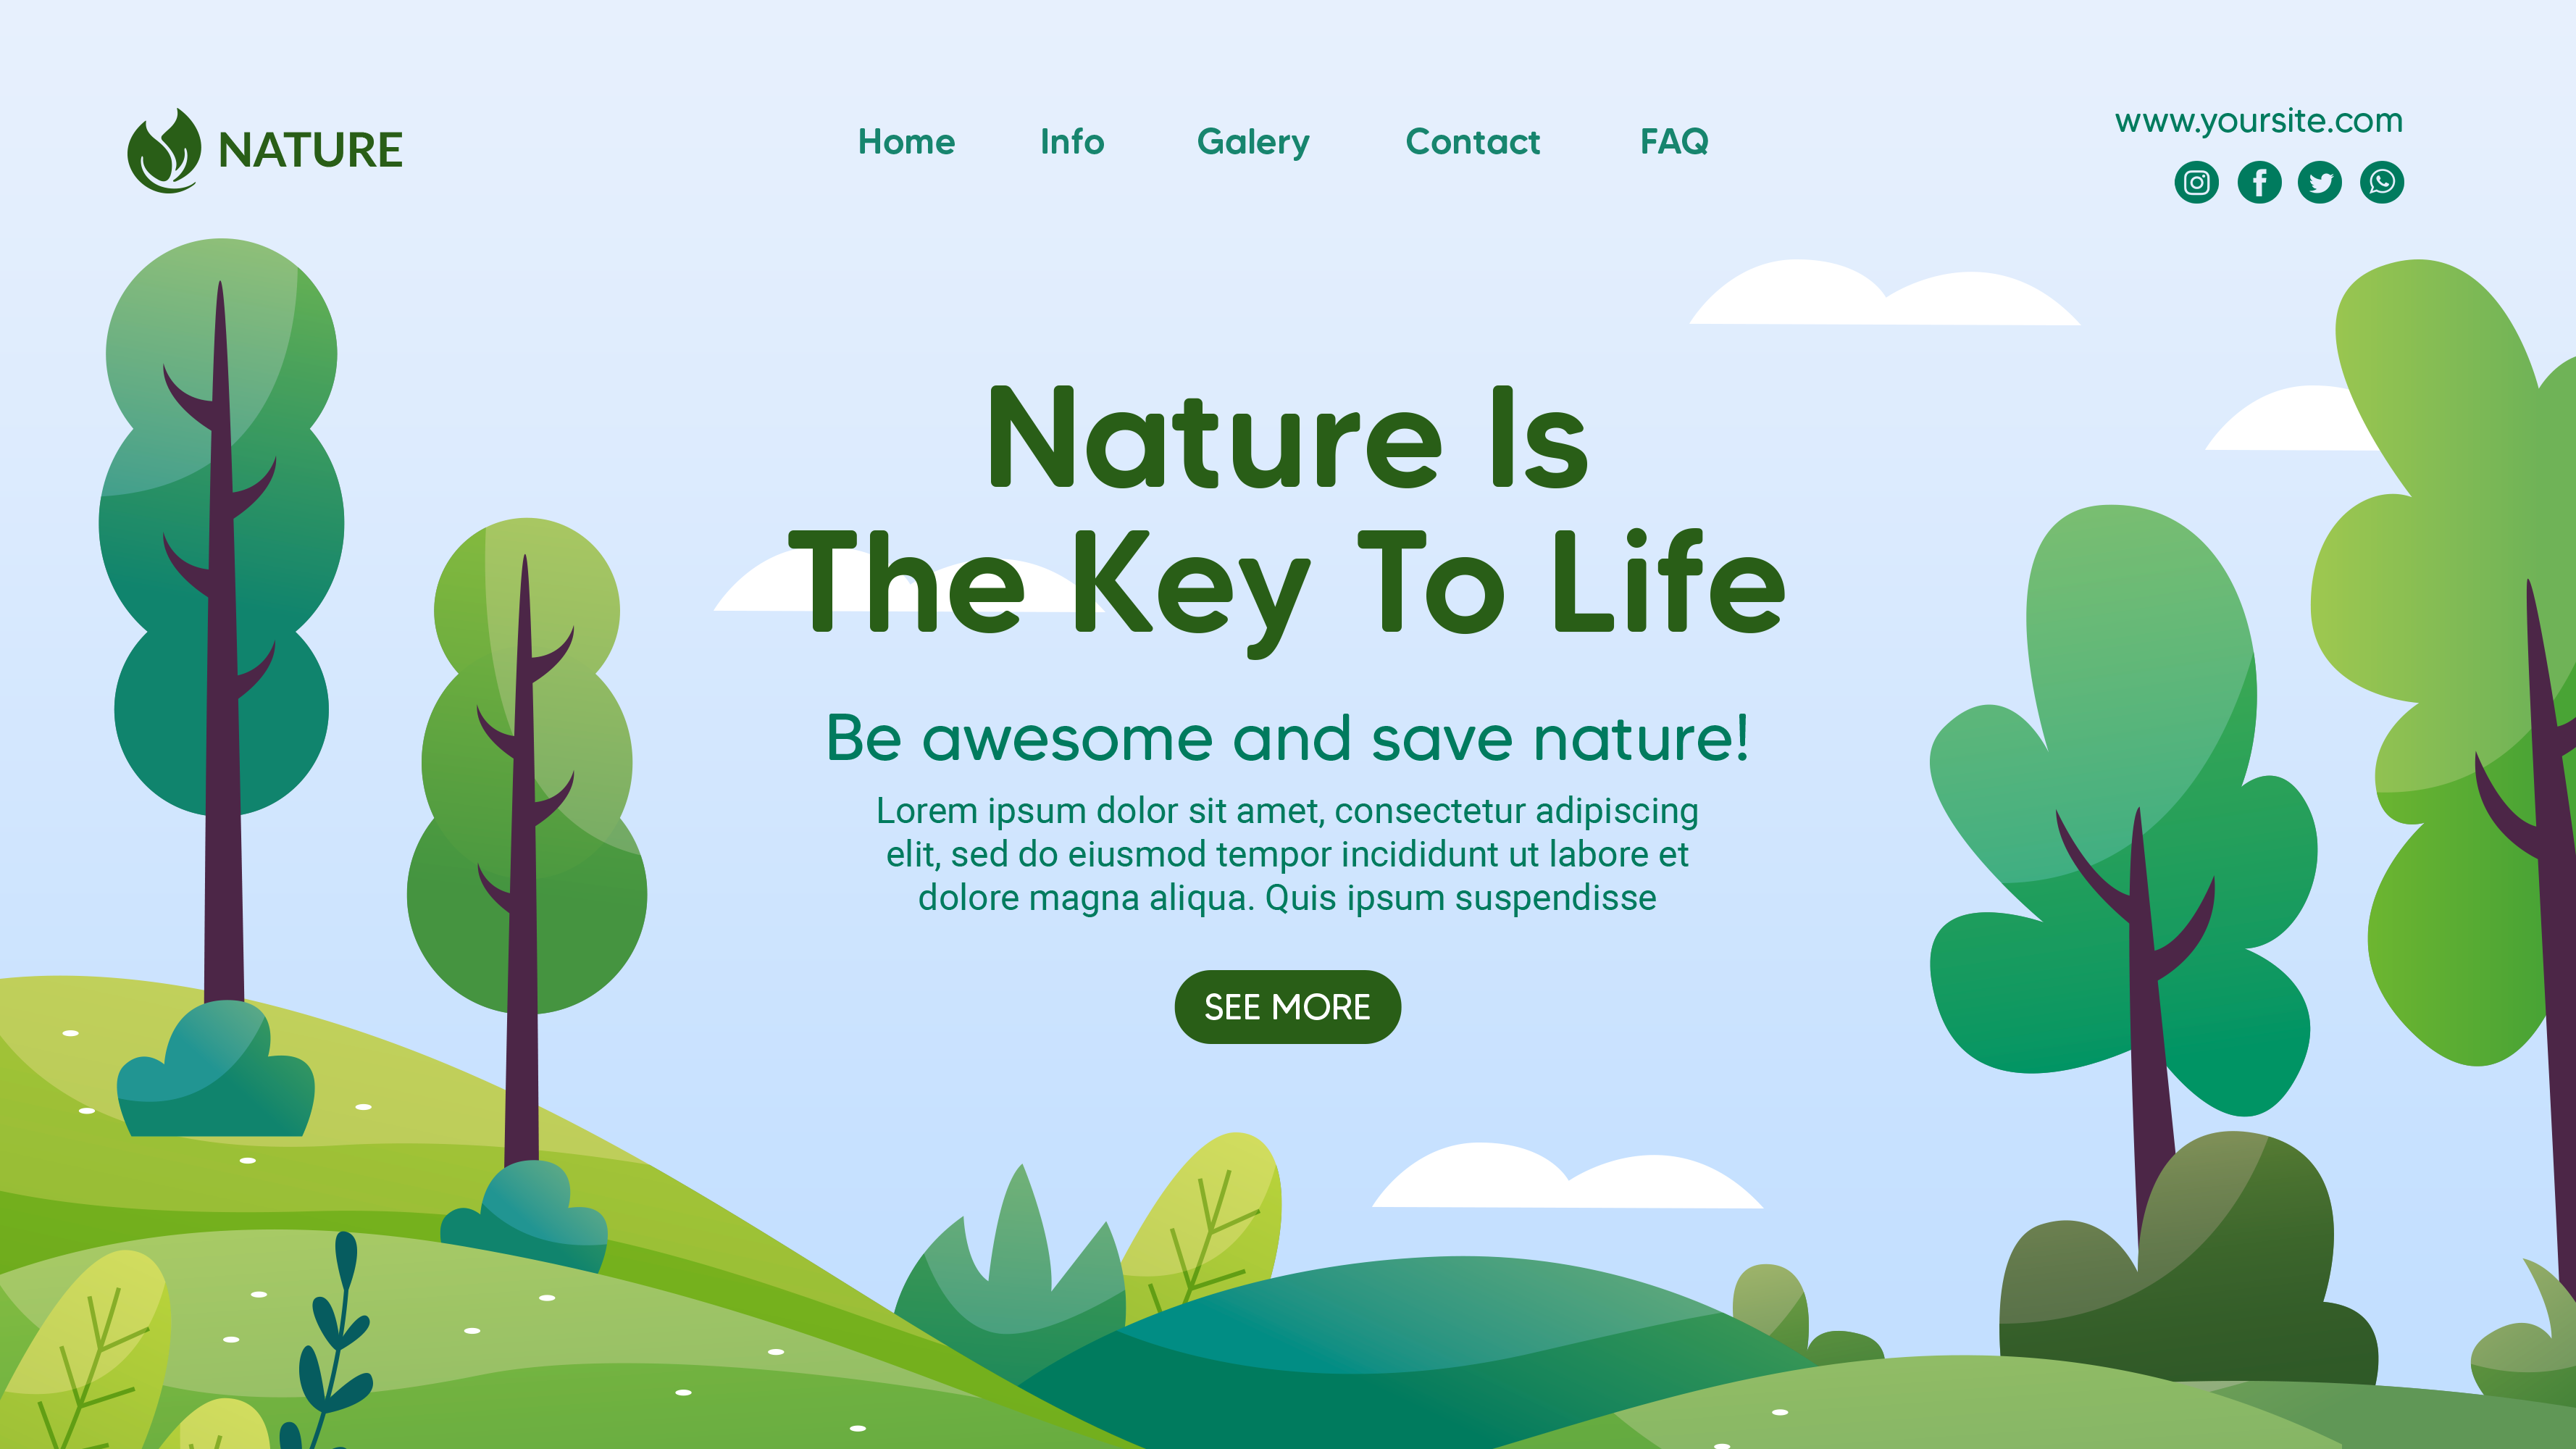 NATURE
Home Info Galery Contact FAQ
www.yoursite.com
Nature Is
The Key To Life
Be awesome and save nature!
Lorem ipsum dolor sit amet, consectetur adipiscing
elit, sed do eiusmod tempor incididunt ut labore et
dolore magna aliqua. Quis ipsum suspendisse
SEE MORE